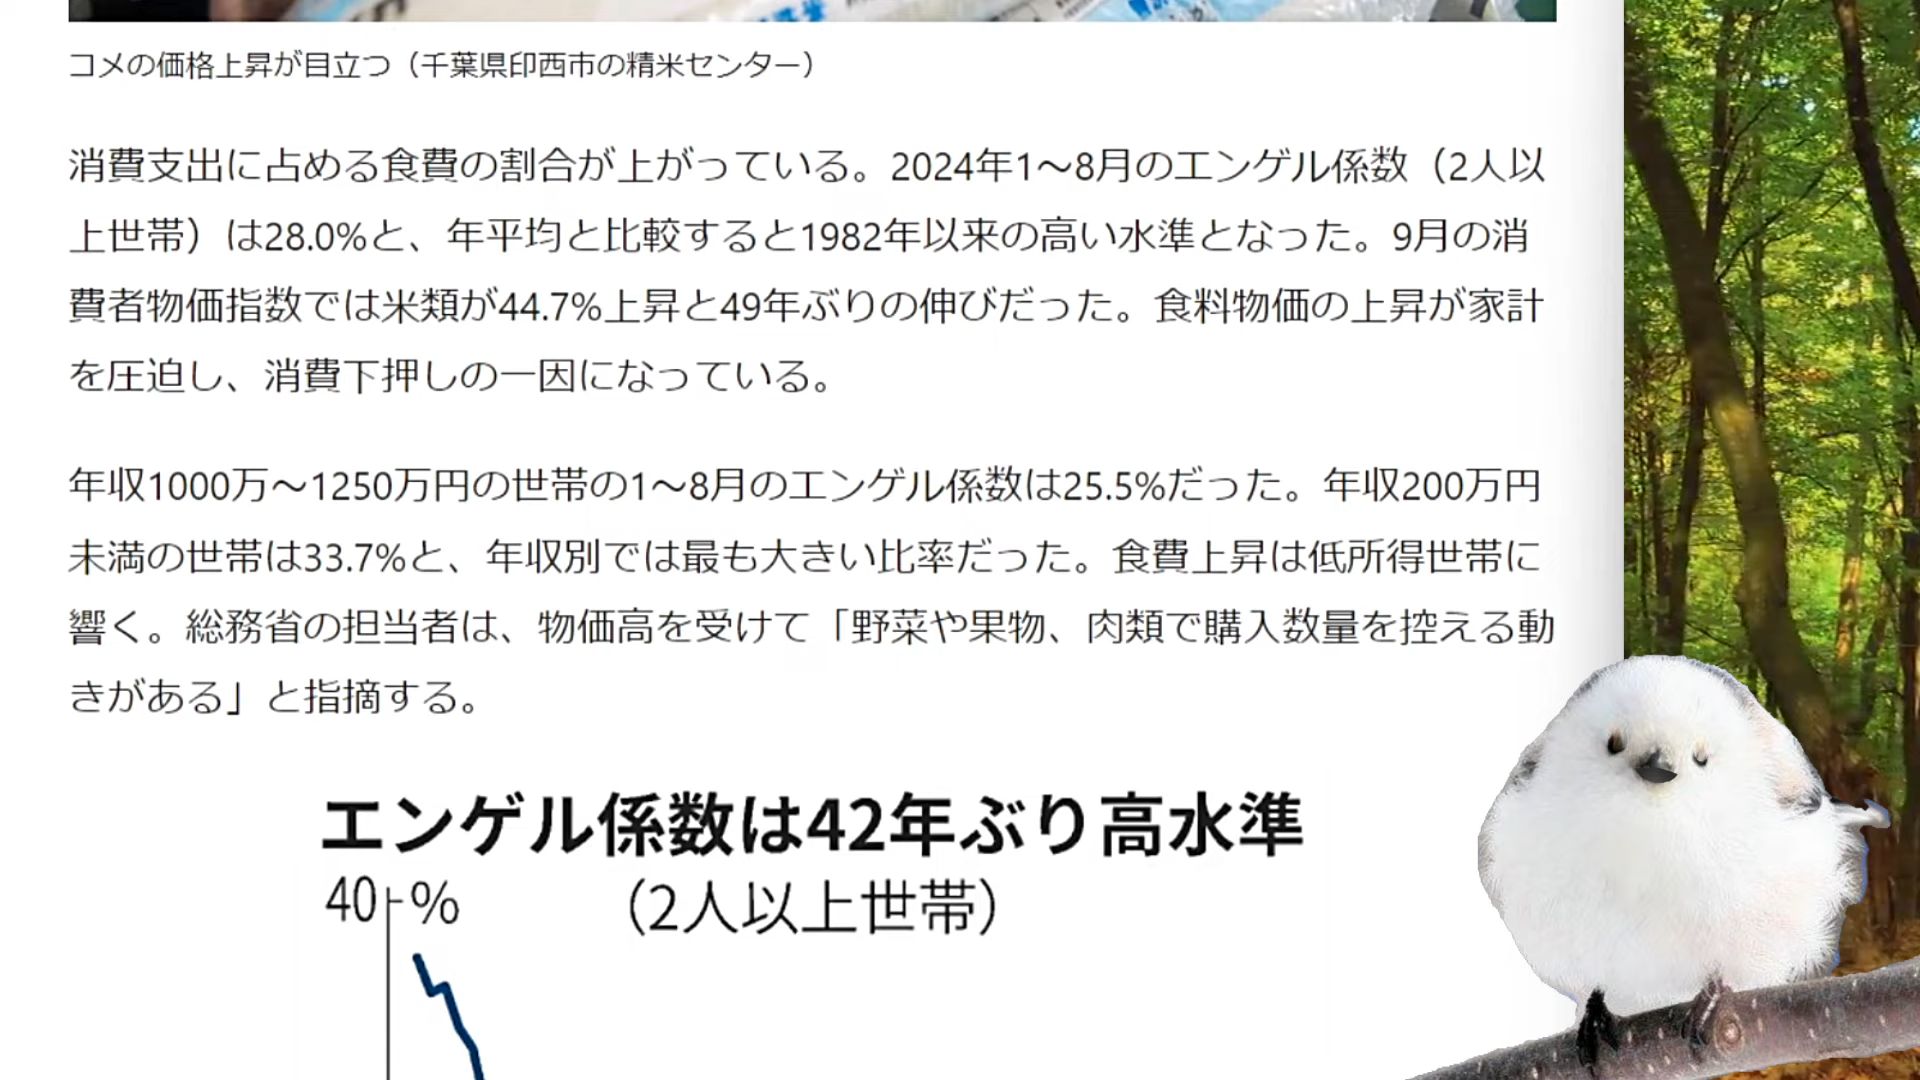 コメの価格上昇が目立つ（千葉県印西市の精米センター）
消費支出に占める食費の割合が上がっている。2024年1～8月のエンゲル係数（2人以
上世帯）は28.0%と、年平均と比較すると1982年以来の高い水準となった。9月の消
費者物価指数では米類が44.7%上昇と49年ぶりの伸びだった。食料物価の上昇が家計
を圧迫し、消費下押しの一因になっている。
年収1000万～1250万円の世帯の1～8月のエンゲル係数は25.5%だった。年収200万円
未満の世帯は33.7%と、年収別では最も大きい比率だった。食費上昇は低所得世帯に
響く。総務省の担当者は、物価高を受けて「野菜や果物、肉類で購入数量を控える動
きがある」と指摘する。
エンゲル係数は42年ぶり高水準
40 %
（2人以上世帯）